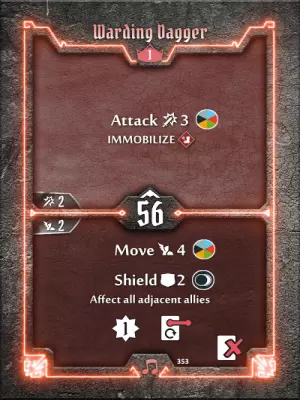 Warding Dagger
1
Attack 3
IMMOBILIZE
2
56
2
Move 4
Shield 2
Affect all adjacent allies
1
353